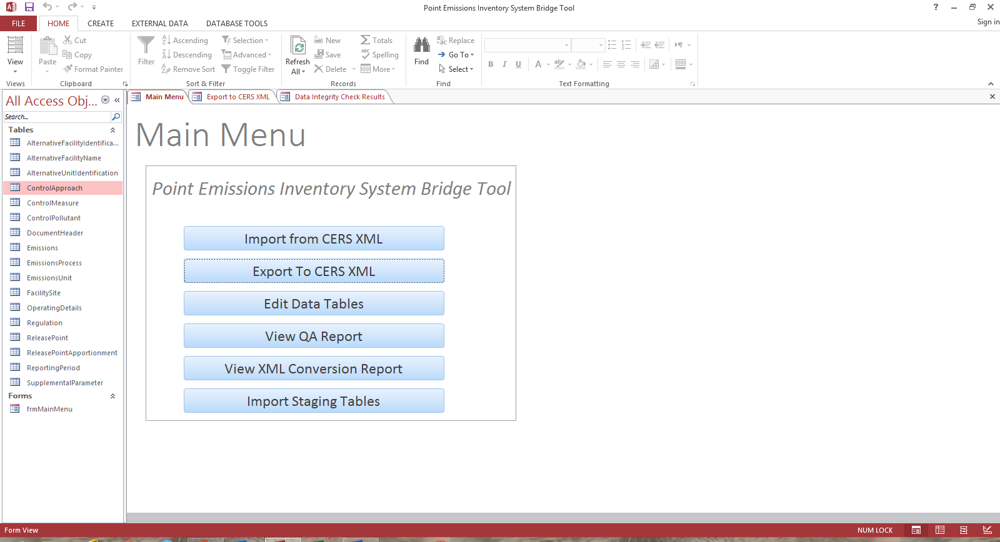 Point Emissions Inventory System Bridge Tool
?
FILE
HOME
CREATE
EXTERNAL DATA
DATABASE TOOLS
Sign in
View
Views
Paste
Cut
Copy
Format Painter
Clipboard
Filter
Ascending
Descending
Remove Sort
Selection
Advanced
Toggle Filter
Sort & Filter
Refresh
All
New
Save
Delete
Totals
Spelling
More
Records
Find
Replace
Go To
Select
Find
B I U
A
Text Formatting
All Access Obj...
Search...
Tables
AlternativeFacilityIdentifica...
AlternativeFacilityName
AlternativeUnitIdentification
ControlApproach
ControlMeasure
ControlPollutant
DocumentHeader
Emissions
EmissionsProcess
EmissionsUnit
FacilitySite
OperatingDetails
Regulation
ReleasePoint
ReleasePointApportionment
ReportingPeriod
SupplementalParameter
Forms
frmMainMenu
Main Menu
Export to CERS XML
Data Integrity Check Results
Main Menu
Point Emissions Inventory System Bridge Tool
Import from CERS XML
Export To CERS XML
Edit Data Tables
View QA Report
View XML Conversion Report
Import Staging Tables
Form View
NUM LOCK